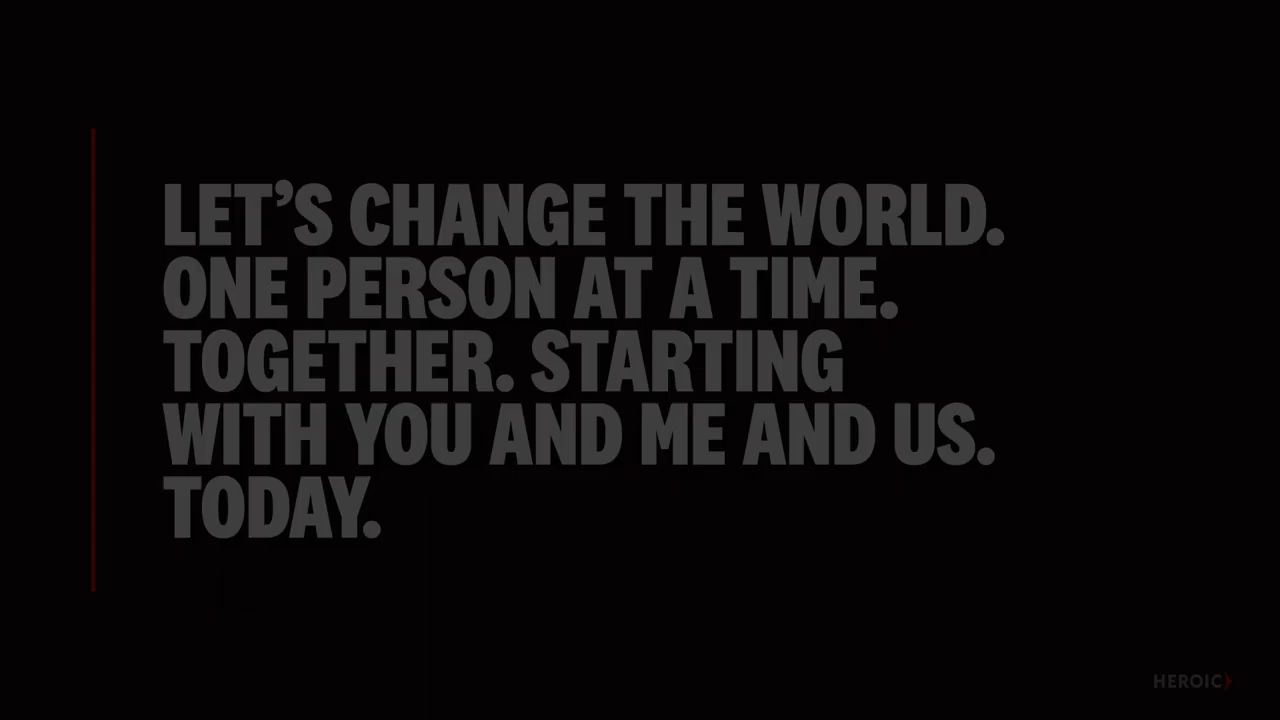 LET’S CHANGE THE WORLD.
ONE PERSON AT A TIME.
TOGETHER. STARTING
WITH YOU AND ME AND US.
TODAY.
HEROIC